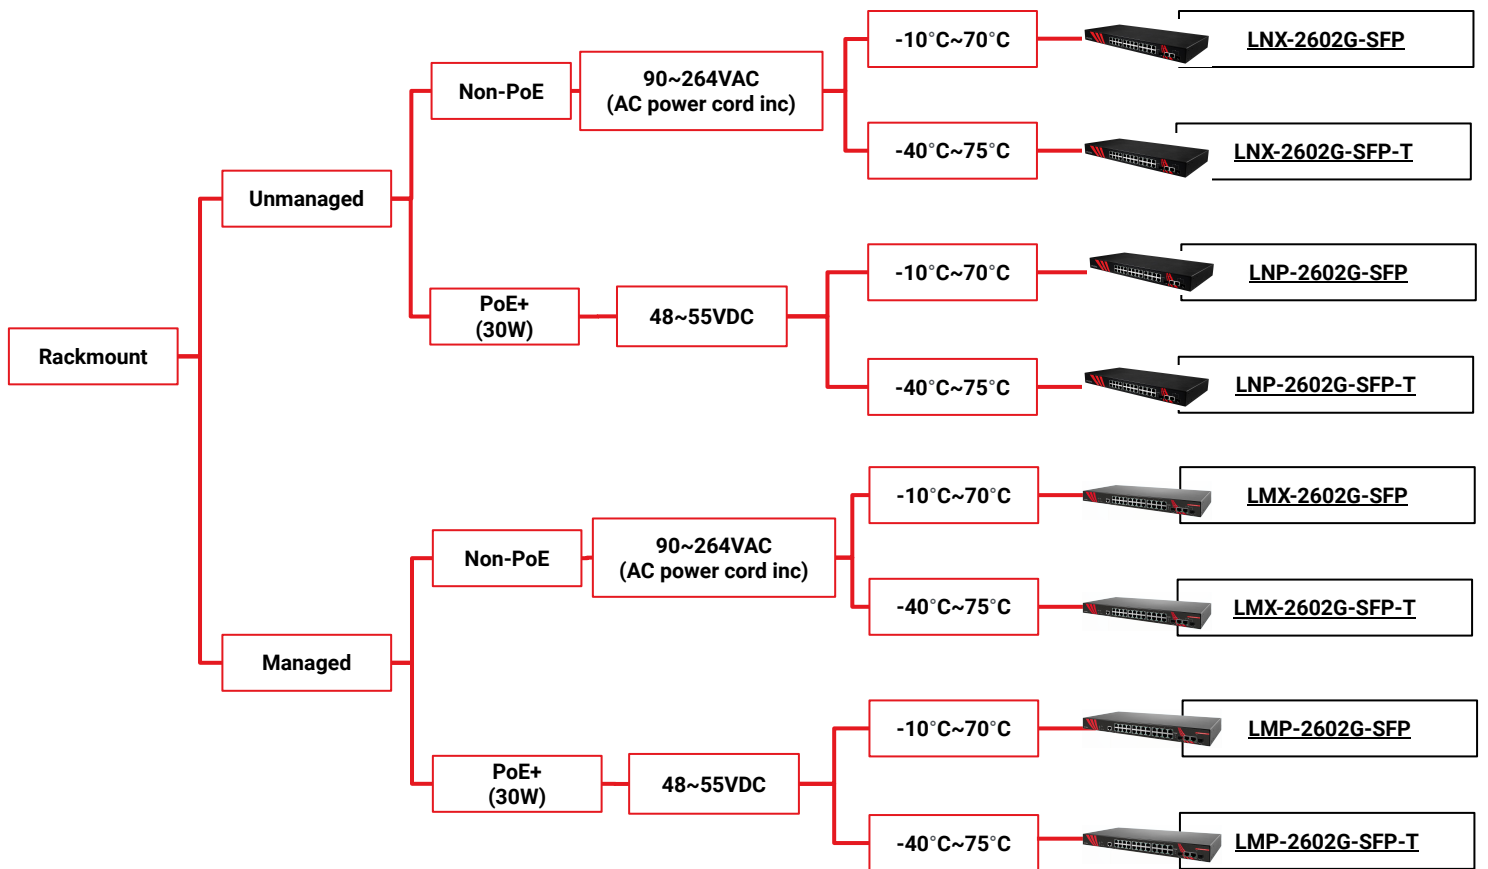 Rackmount
Unmanaged
Non-PoE
90~264VAC
(AC power cord inc)
-10°C~70°C
LNX-2602G-SFP
-40°C~75°C
LNX-2602G-SFP-T
PoE+
(30W)
48~55VDC
-10°C~70°C
LNP-2602G-SFP
-40°C~75°C
LNP-2602G-SFP-T
Managed
Non-PoE
90~264VAC
(AC power cord inc)
-10°C~70°C
LMX-2602G-SFP
-40°C~75°C
LMX-2602G-SFP-T
PoE+
(30W)
48~55VDC
-10°C~70°C
LMP-2602G-SFP
-40°C~75°C
LMP-2602G-SFP-T